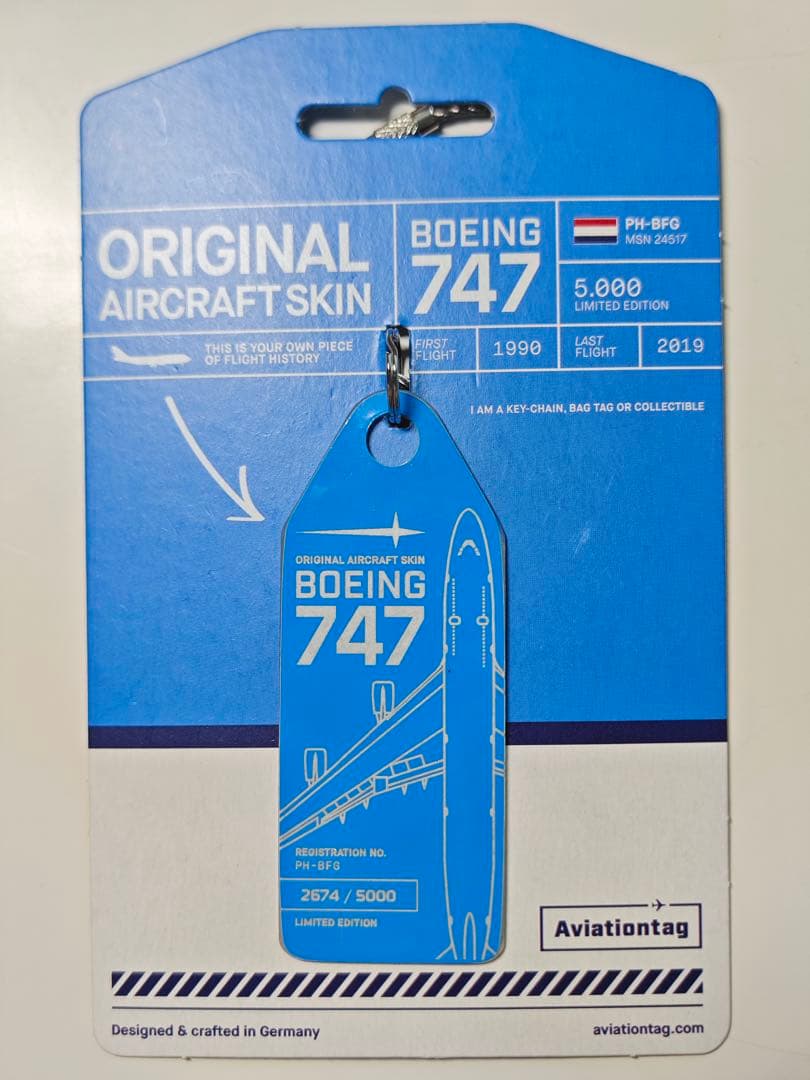 ORIGINAL
AIRCRAFT SKIN
BOEING
747
PH-BFG
MSN 24517
5.000
LIMITED EDITION
THIS IS YOUR OWN PIECE
OF FLIGHT HISTORY
FIRST
FLIGHT
1990
LAST
FLIGHT
2019
I AM A KEY-CHAIN, BAG TAG OR COLLECTIBLE
ORIGINAL AIRCRAFT SKIN
BOEING
747
REGISTRATION NO.
PH-BFG
2674 / 5000
LIMITED EDITION
Aviationtag
Designed & crafted in Germany
aviationtag.com